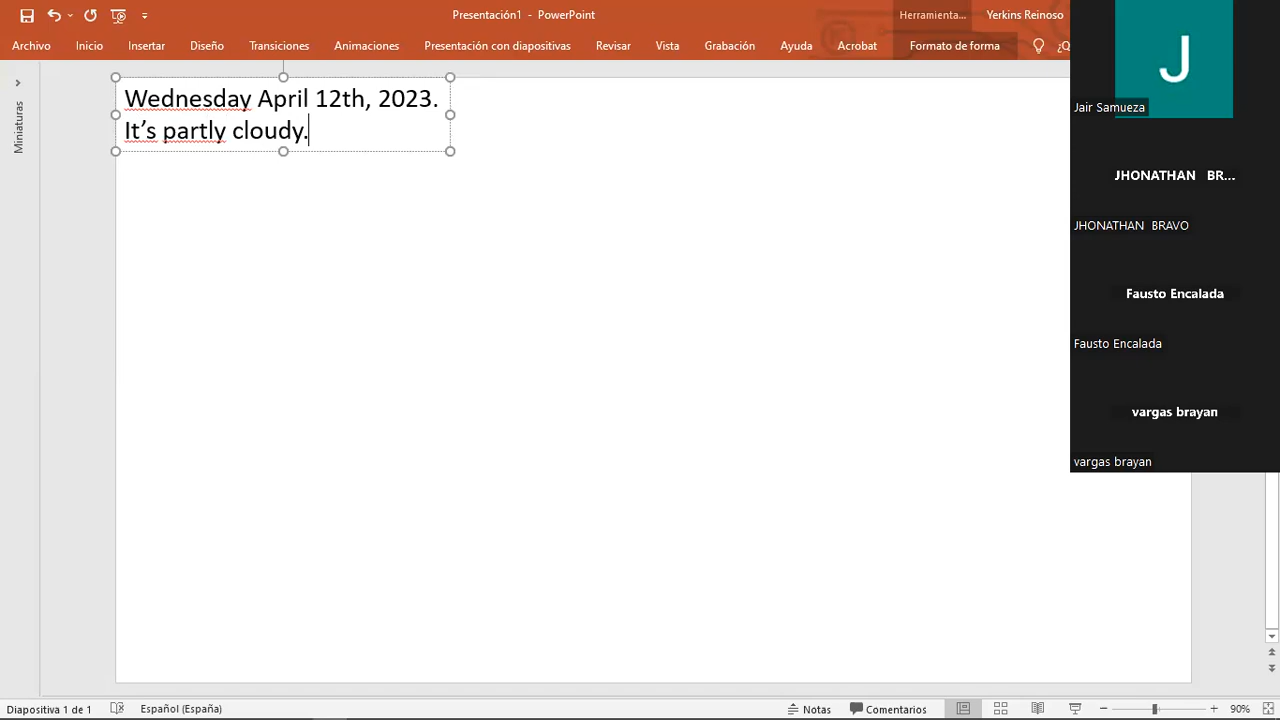 Presentación1 - PowerPoint
Herramienta...
Yerkins Reinoso
Archivo
Inicio
Insertar
Diseño
Transiciones
Animaciones
Presentación con diapositivas
Revisar
Vista
Grabación
Ayuda
Acrobat
Formato de forma
¿Q
Miniaturas
Wednesday April 12th, 2023.
It’s partly cloudy.
J
Jair Samueza
JHONATHAN BR...
JHONATHAN BRAVO
Fausto Encalada
Fausto Encalada
vargas brayan
vargas brayan
Diapositiva 1 de 1
Español (España)
Notas
Comentarios
90%